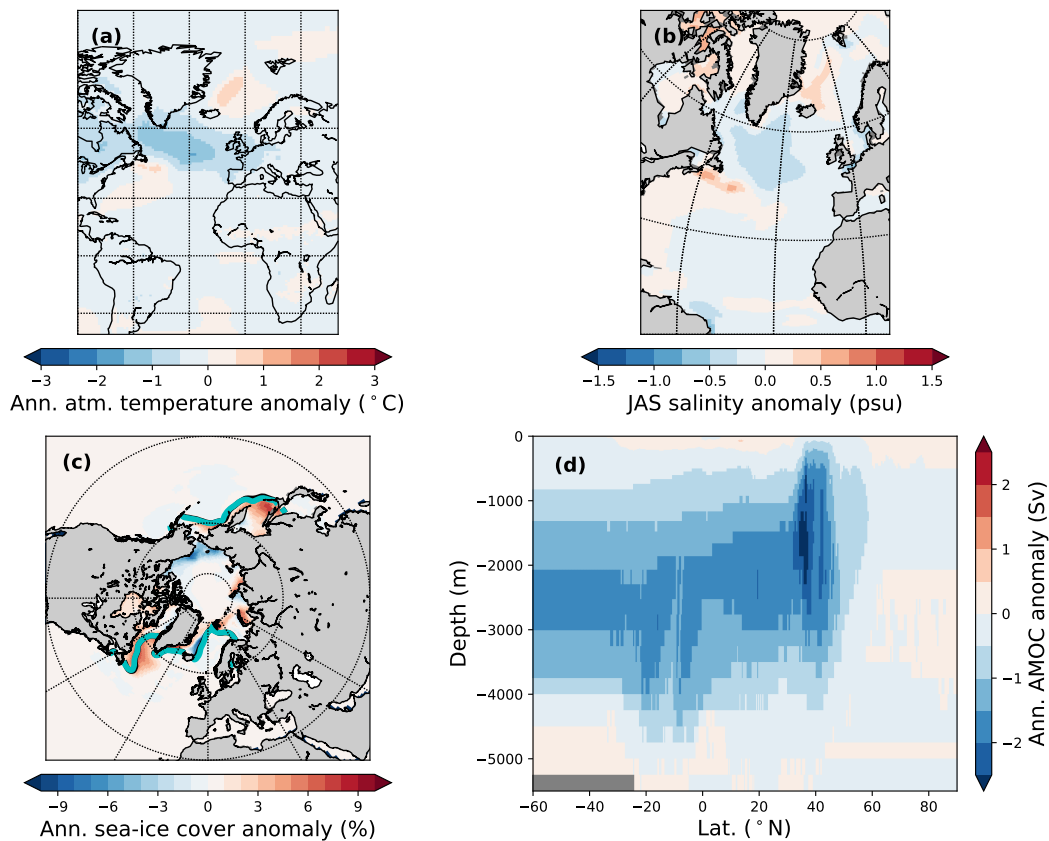 (a)
(b)
−3 −2 −1 0 1 2 3
Ann. atm. temperature anomaly (°C)
−1.5 −1.0 −0.5 0.0 0.5 1.0 1.5
JAS salinity anomaly (psu)
(c)
−9 −6 −3 0 3 6 9
Ann. sea-ice cover anomaly (%)
(d)
0
−1000
−2000
−3000
−4000
−5000
Depth (m)
−60 −40 −20 0 20 40 60 80
Lat. (°N)
2
1
0
−1
−2
Ann. AMOC anomaly (Sv)